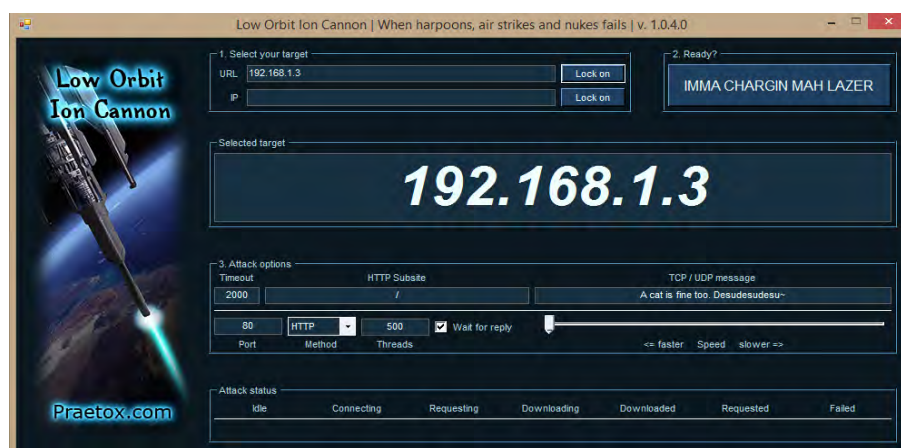 Low Orbit Ion Cannon | When harpoons, air strikes and nukes fails | v. 1.0.4.0
Low Orbit
Ion Cannon
1. Select your target
URL 192.168.1.3 Lock on
IP Lock on
2. Ready?
IMMA CHARGIN MAH LAZER
Selected target
192.168.1.3
3. Attack options
Timeout HTTP Subsite TCP / UDP message
2000 / A cat is fine too. Desudesudesu~
80 HTTP 500 Wait for reply
Port Method Threads <= faster Speed slower =>
Attack status
Idle Connecting Requesting Downloading Downloaded Requested Failed
Praetox.com